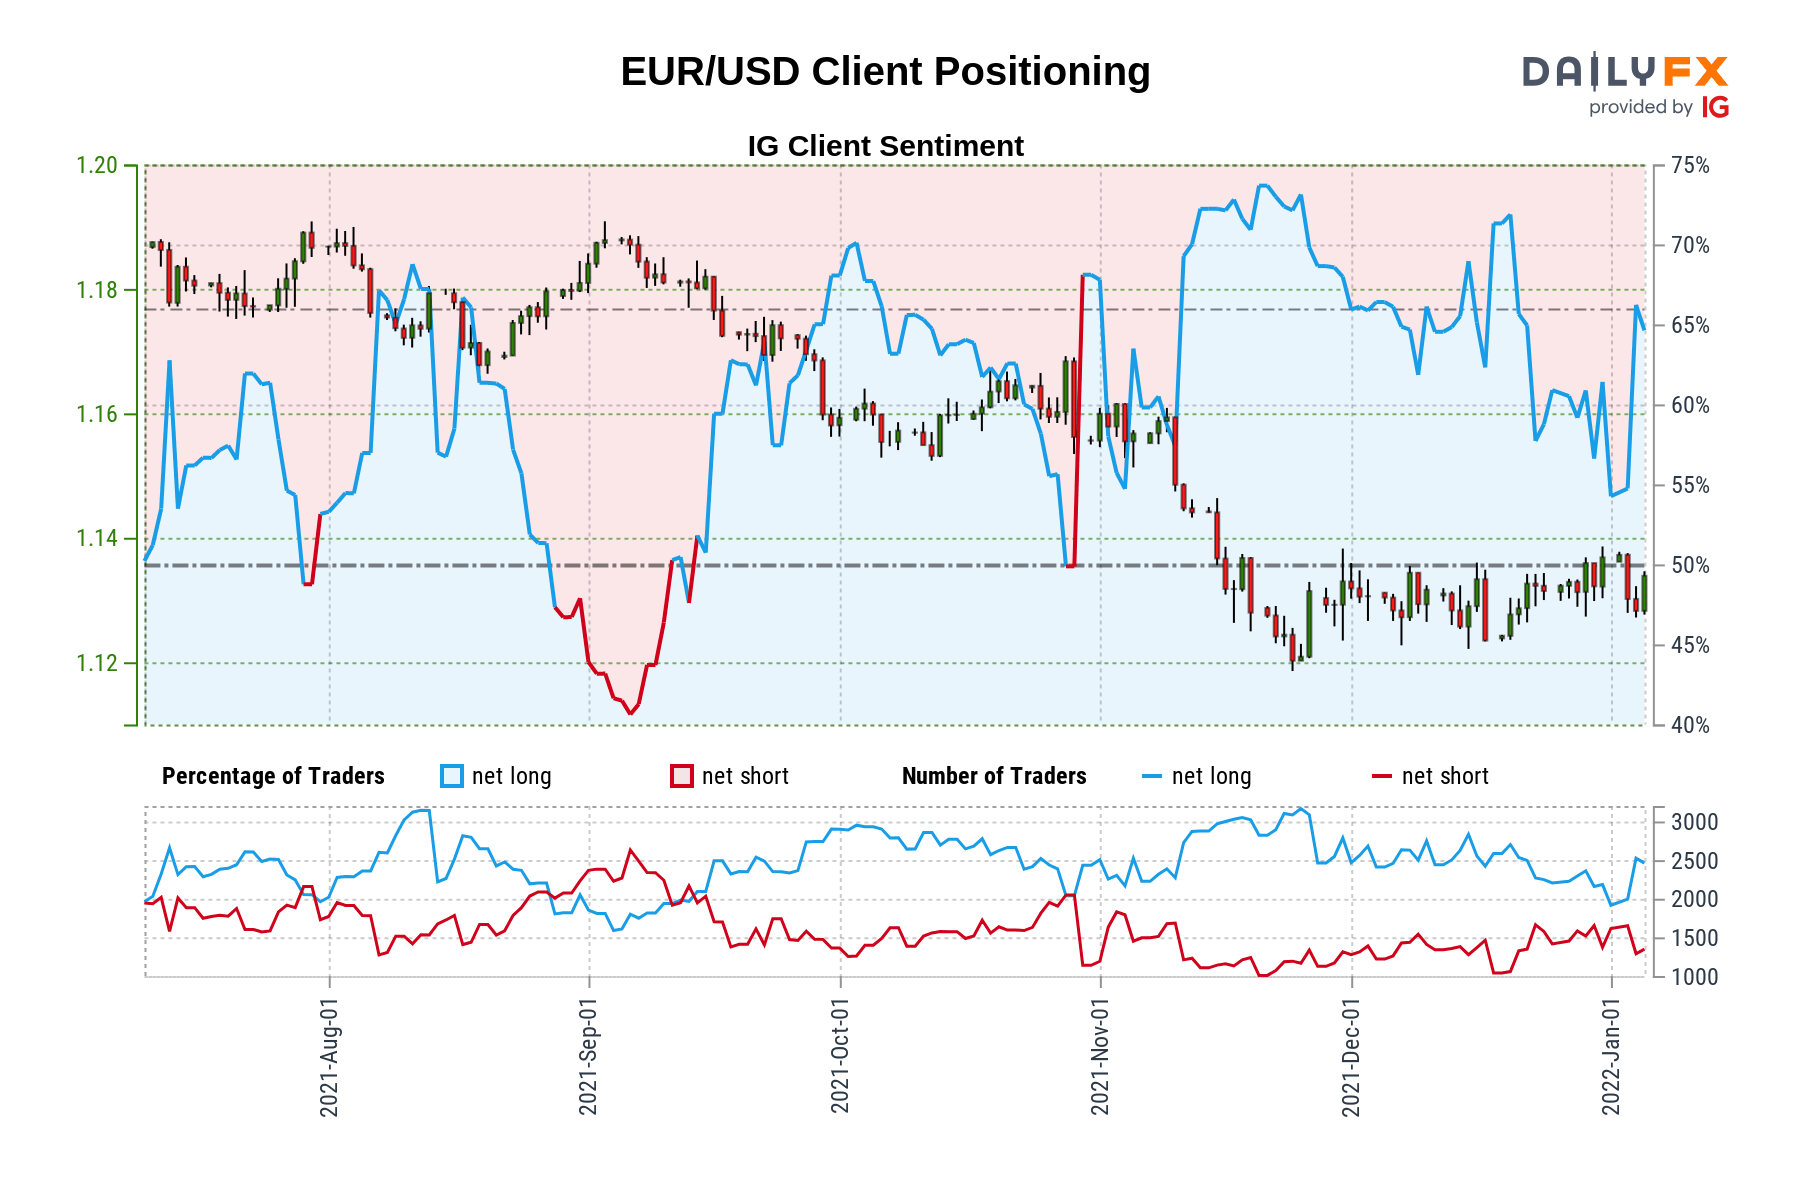 EUR/USD Client Positioning
DAILYFX
provided by IG
IG Client Sentiment
1.20
1.18
1.16
1.14
1.12
75%
70%
65%
60%
55%
50%
45%
40%
Percentage of Traders net long net short Number of Traders net long net short
3000
2500
2000
1500
1000
2021-Aug-01
2021-Sep-01
2021-Oct-01
2021-Nov-01
2021-Dec-01
2022-Jan-01